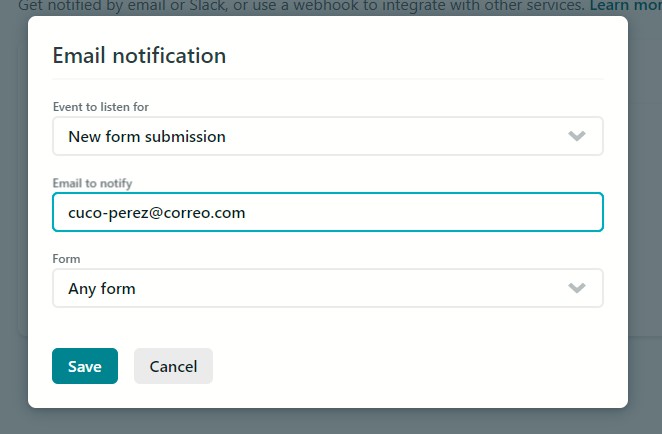 Get notified by email or Slack, or use a webhook to integrate with other services. Learn mor
Email notification
Event to listen for
New form submission
Email to notify
cuco-perez@correo.com
Form
Any form
Save Cancel